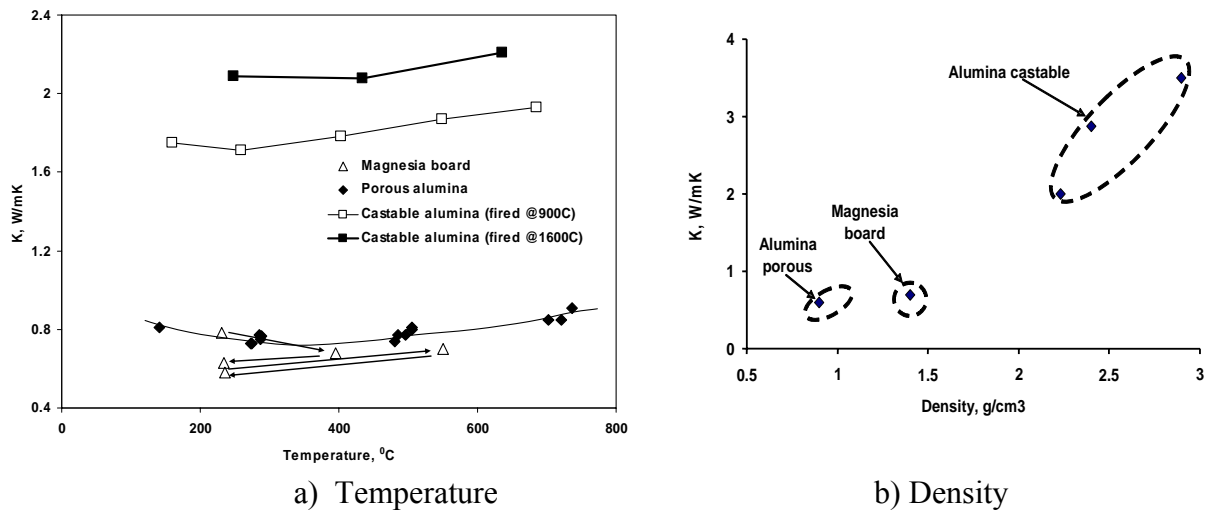 2.4
2
1.6
1.2
0.8
0.4
K, W/mK
Magnesia board
Porous alumina
Castable alumina (fired @900C)
Castable alumina (fired @1600C)
0
200
400
600
800
Temperature, ⁰C
a) Temperature
4
3
2
1
0
K, W/mK
Alumina castable
Magnesia
board
Alumina
porous
0.5
1
1.5
2
2.5
3
Density, g/cm3
b) Density